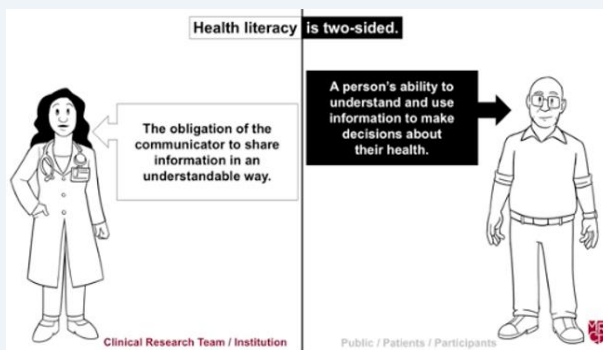 Health literacy is two-sided.
The obligation of the
communicator to share
information in an
understandable way.
A person's ability to
understand and use
information to make
decisions about
their health.
Clinical Research Team / Institution
Public / Patients / Participants